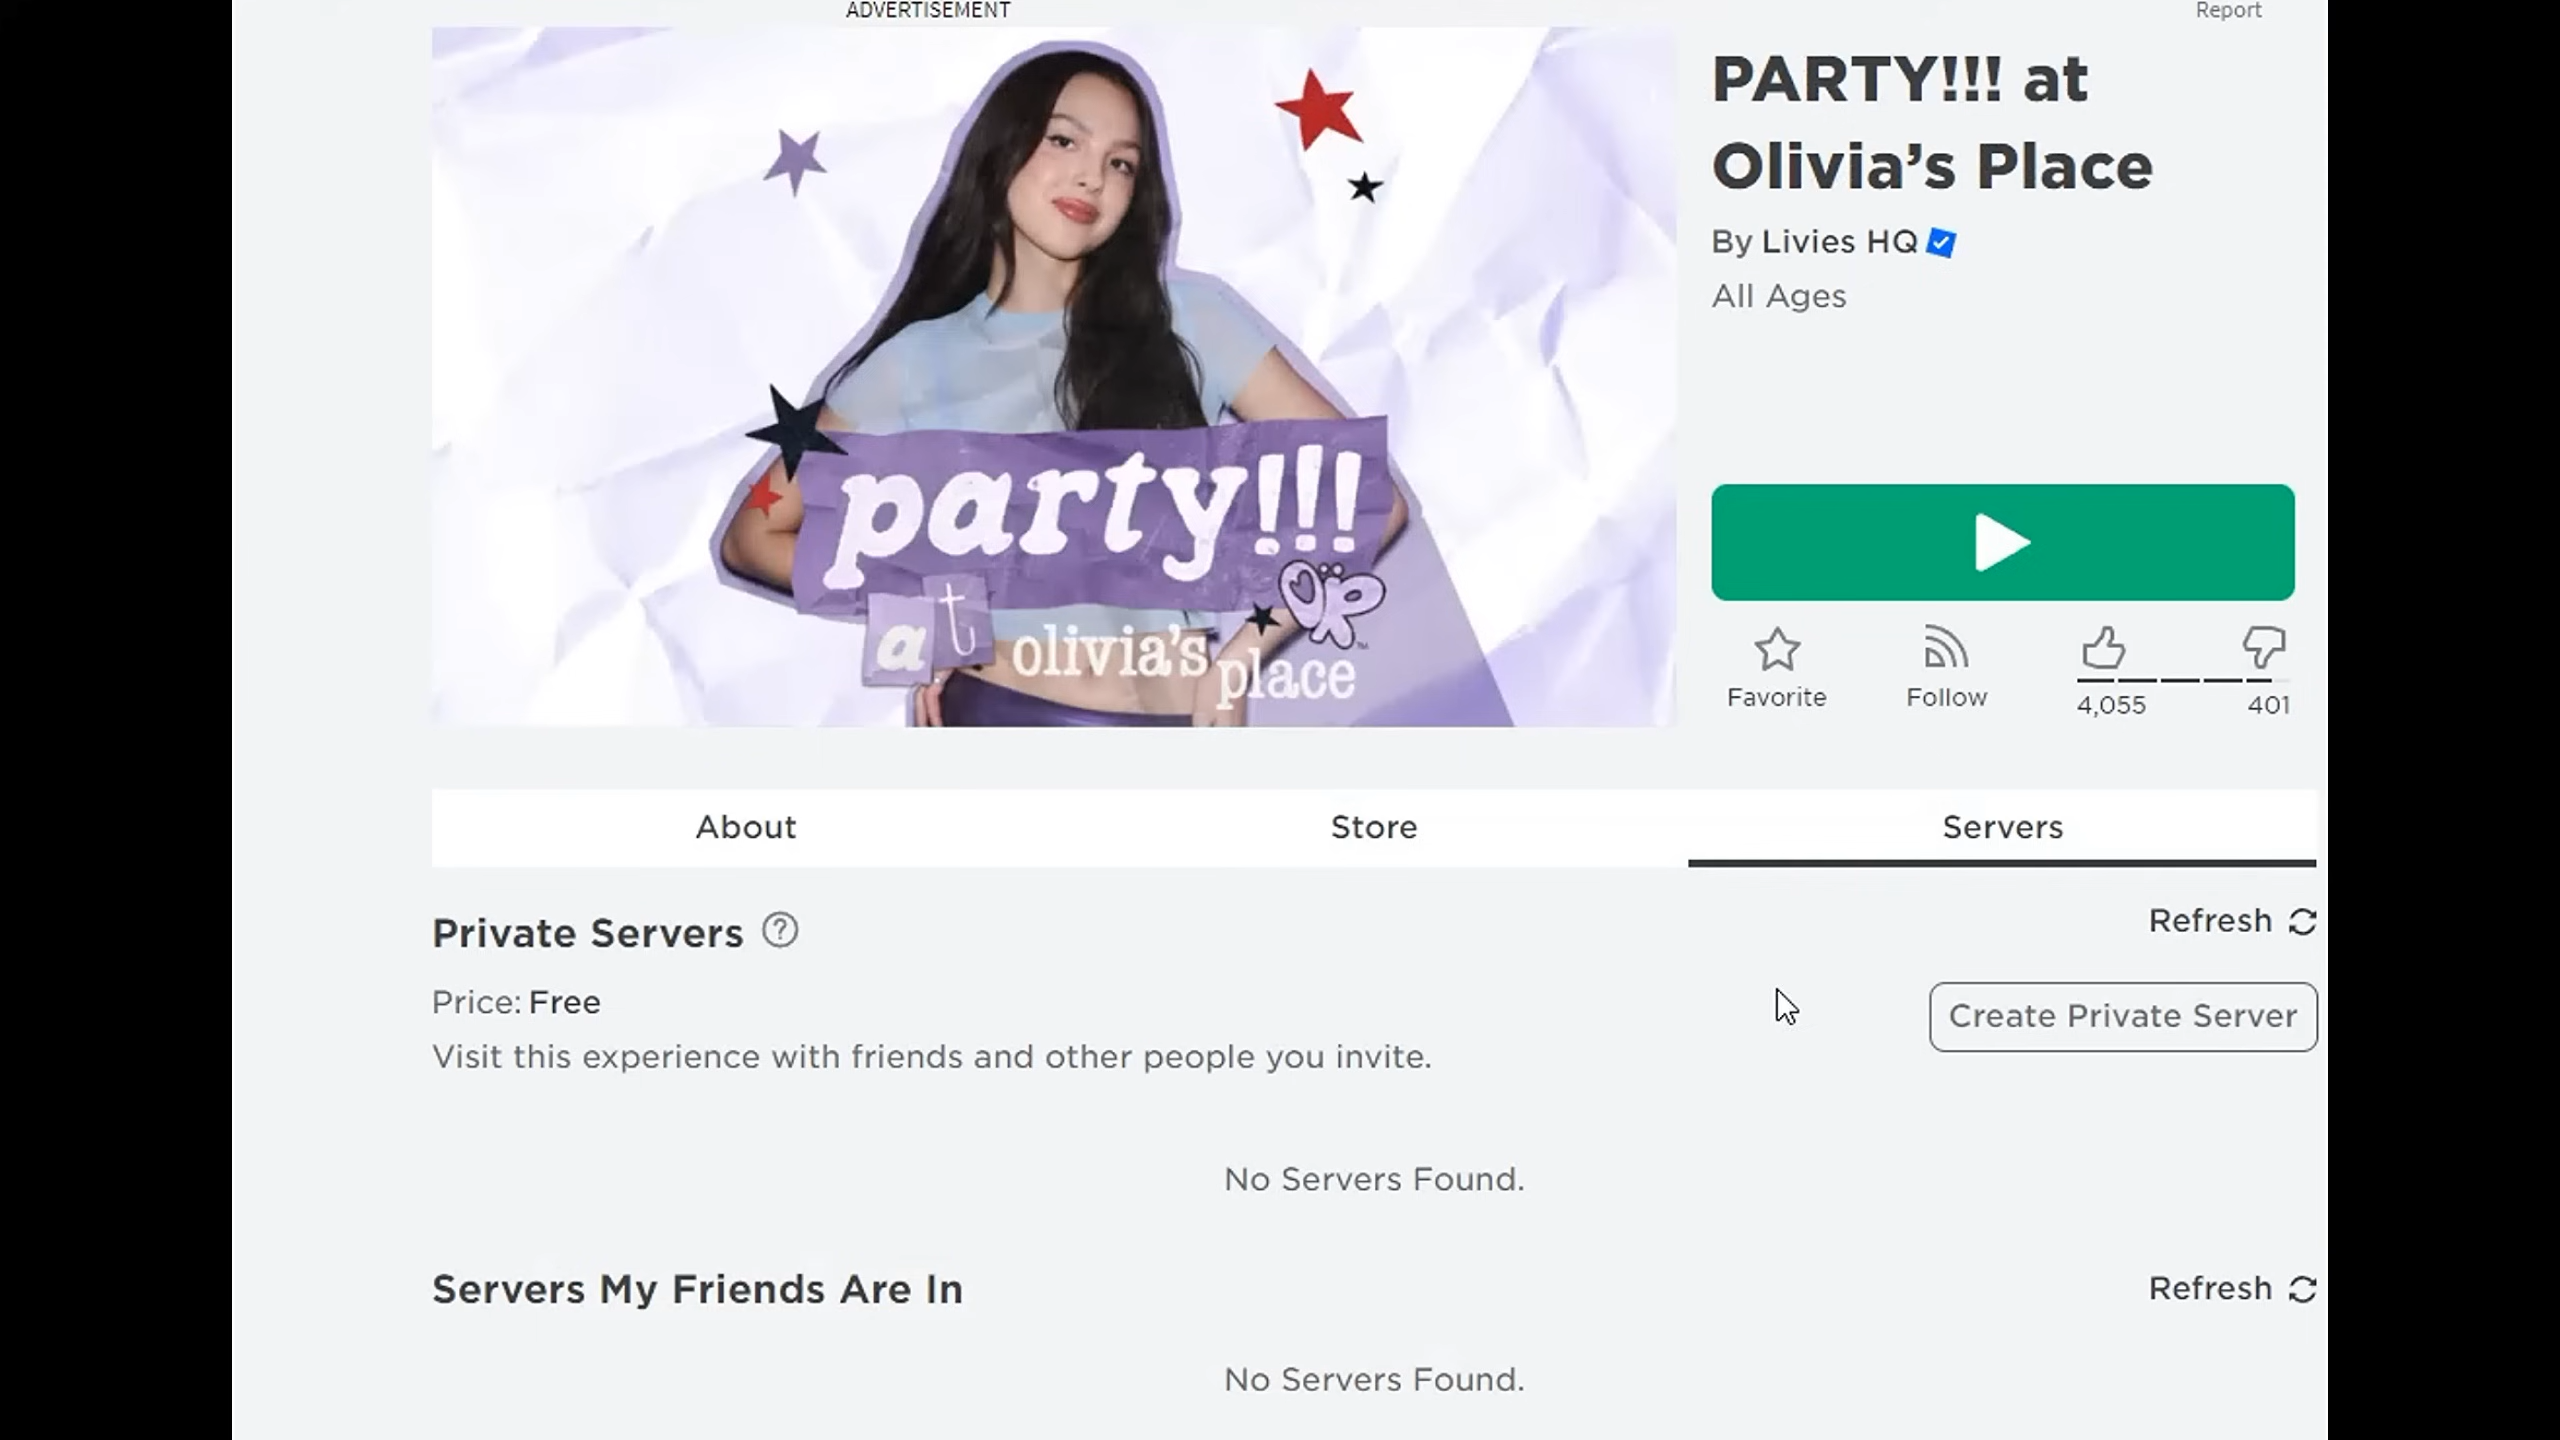 ADVERTISEMENT
Report
party!!!
at olivia's place
OR
TM
PARTY!!! at
Olivia’s Place
By Livies HQ
All Ages
Favorite
Follow
4,055
401
About
Store
Servers
Private Servers ?
Refresh
Price: Free
Create Private Server
Visit this experience with friends and other people you invite.
No Servers Found.
Servers My Friends Are In
Refresh
No Servers Found.